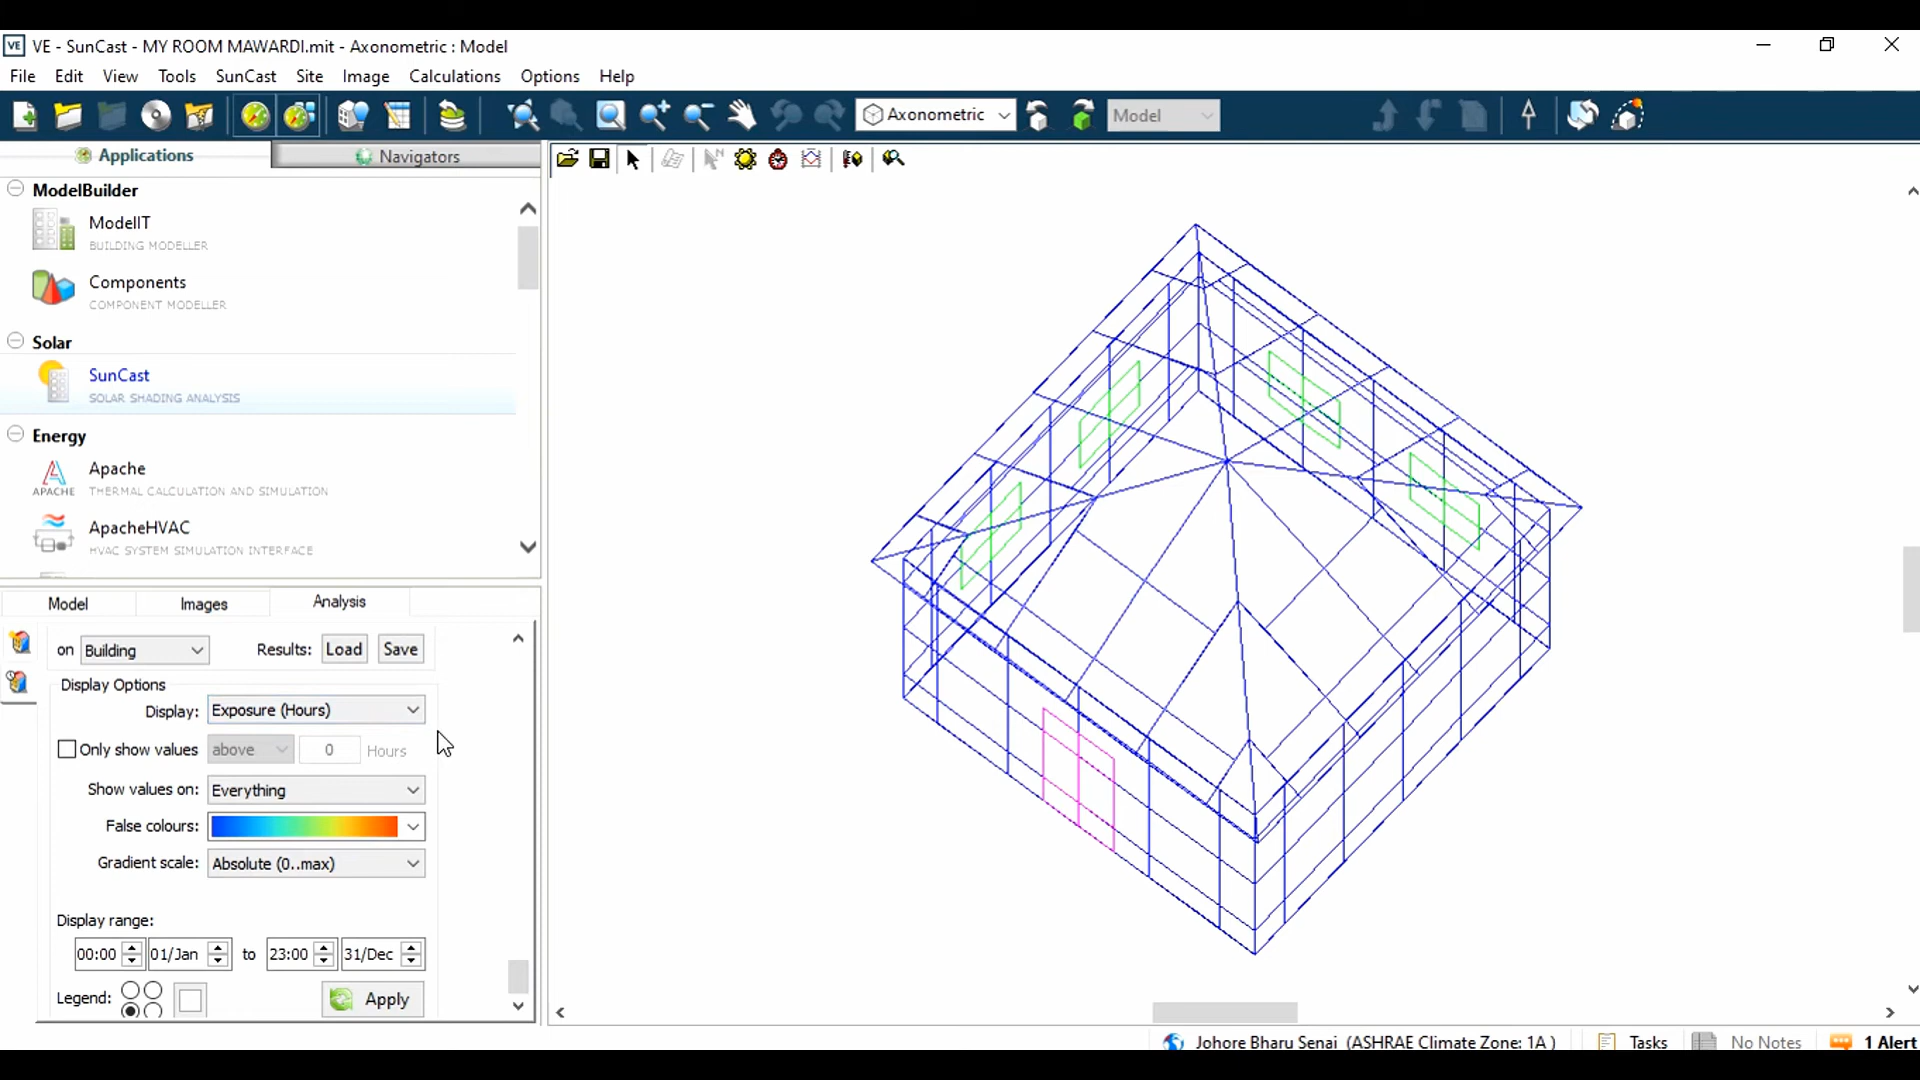 VE - SunCast - MY ROOM MAWARDI.mit - Axonometric : Model
File Edit View Tools SunCast Site Image Calculations Options Help
Axonometric
Model
Applications
Navigators
ModelBuilder
ModelIT
BUILDING MODELLER
Components
COMPONENT MODELLER
Solar
SunCast
SOLAR SHADING ANALYSIS
Energy
Apache
THERMAL CALCULATION AND SIMULATION
APACHE
ApacheHVAC
HVAC SYSTEM SIMULATION INTERFACE
Model Images Analysis
on Building Results: Load Save
Display Options
Display: Exposure (Hours)
Only show values above 0 Hours
Show values on: Everything
False colours:
Gradient scale: Absolute (0..max)
Display range:
00:00 01/Jan to 23:00 31/Dec
Legend: Apply
Johore Bharu Senai (ASHRAE Climate Zone: 1A ) Tasks No Notes 1 Alert